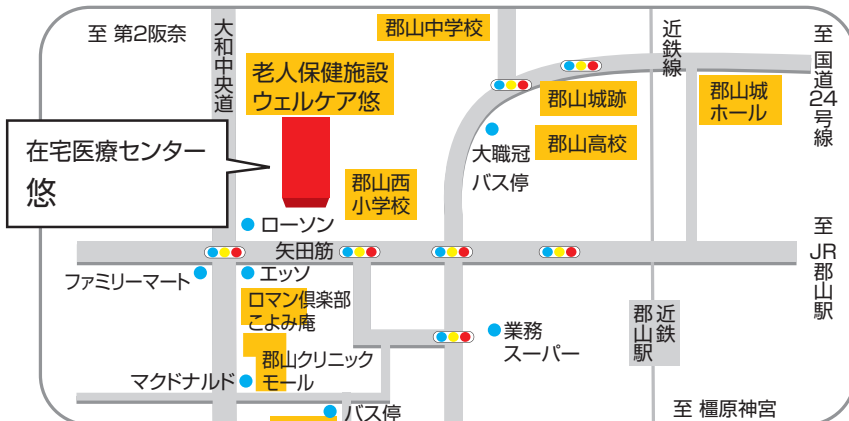 至 第2阪奈
大和中央道
郡山中学校
近鉄線
至 国道24号線
老人保健施設
ウェルケア悠
郡山城跡
郡山城
ホール
在宅医療センター
悠
大職冠
バス停
郡山高校
郡山西
小学校
ローソン
矢田筋
至 JR郡山駅
ファミリーマート
エッソ
ロマン倶楽部
こよみ庵
業務
スーパー
近鉄
郡山駅
郡山クリニック
モール
マクドナルド
バス停
至 橿原神宮